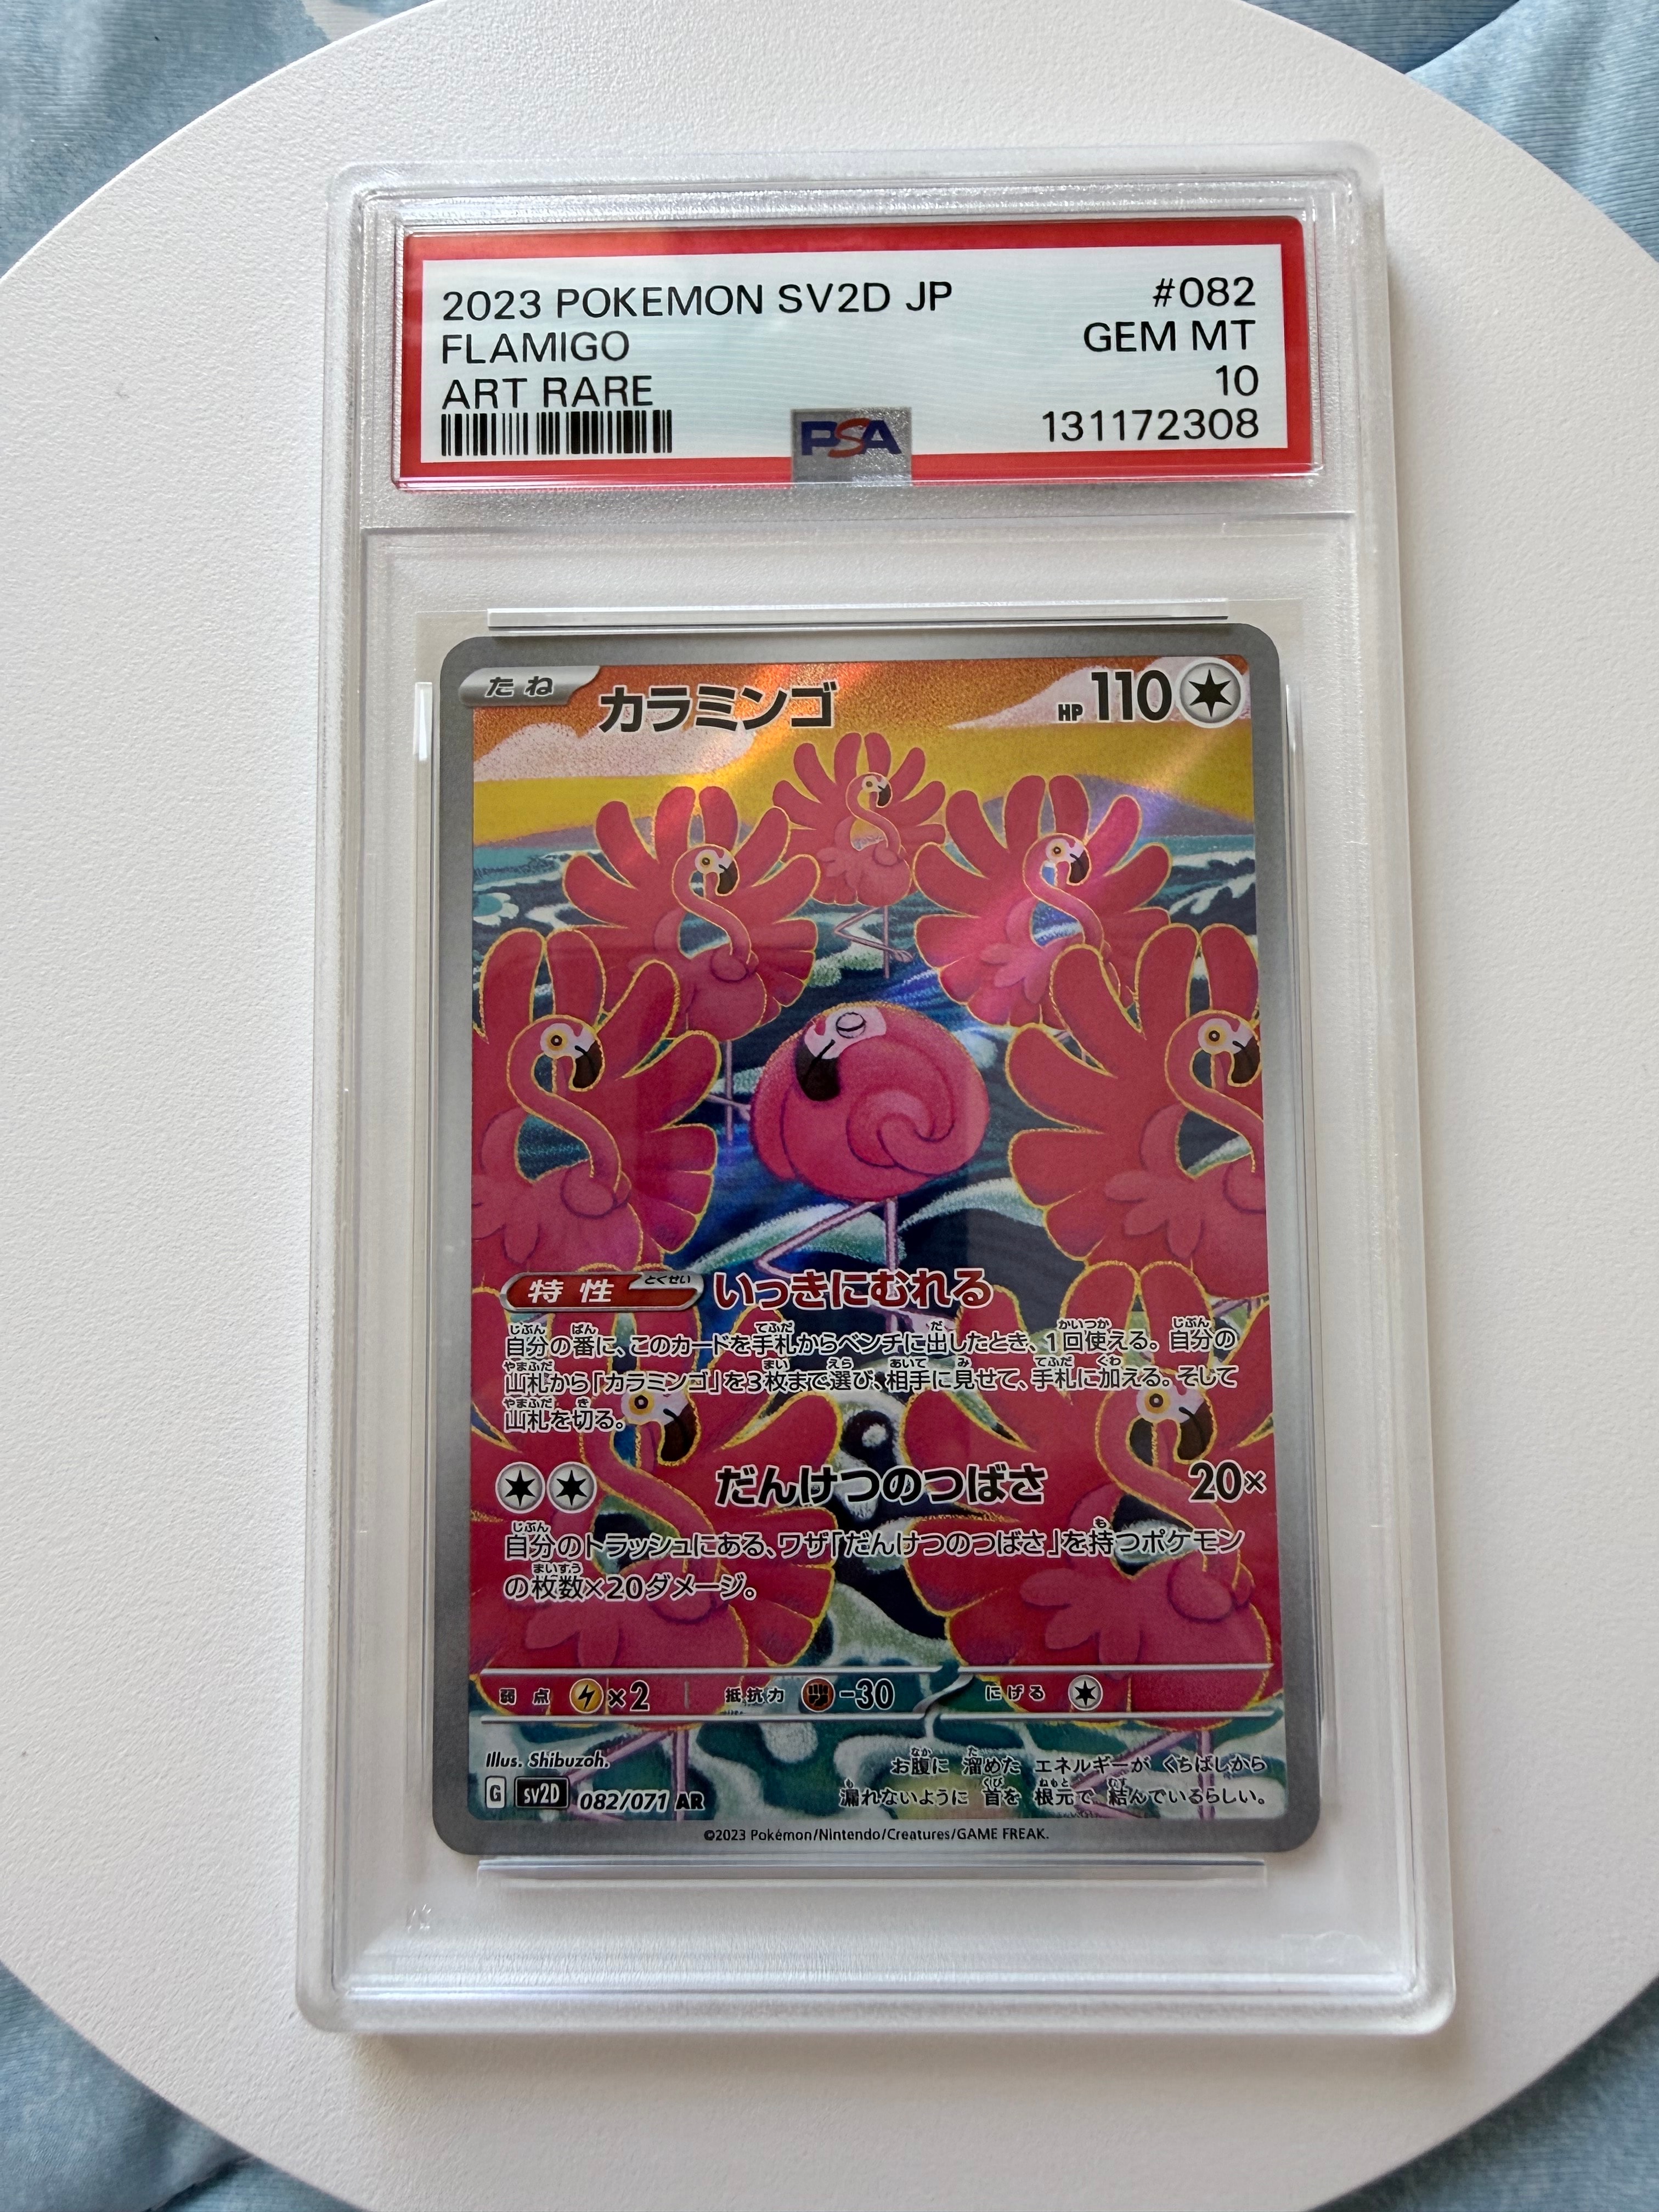 2023 POKEMON SV2D JP #082
FLAMIGO GEM MT
ART RARE 10
PSA 131172308
たね カラミンゴ HP 110
特性 とくせい いっきにむれる
自分の番に、このカードを手札からベンチに出したとき、1回使える。自分の
山札から「カラミンゴ」を3枚まで選び、相手に見せて、手札に加える。そして
山札を切る。
だんけつのつばさ 20×
自分のトラッシュにある、ワザ「だんけつのつばさ」を持つポケモン
の枚数×20ダメージ。
弱点 ×2 抵抗力 -30 にげる
Illus. Shibuzoh.
お腹に 溜めた エネルギーが くちばしから
漏れないように 首を 根元で 結んでいるらしい。
G sv2D 082/071 AR
©2023 Pokémon/Nintendo/Creatures/GAME FREAK.